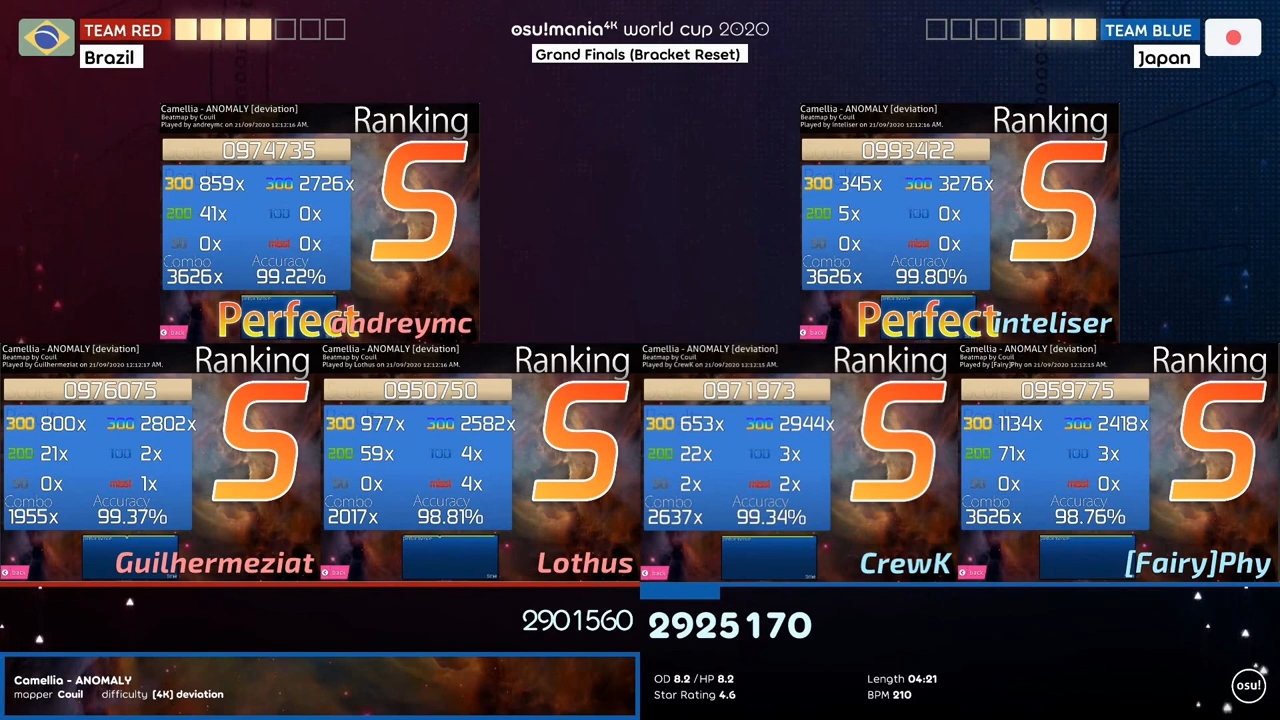 TEAM RED
Brazil
osu!mania4K world cup 2020
Grand Finals (Bracket Reset)
TEAM BLUE
Japan
Camellia - ANOMALY [deviation]
Beatmap by Couil
Played by andreymc on 21/09/2020 12:12:16 AM.
Ranking
0974735
300 859x 300 2726x
200 41x 100 0x
50 0x miss 0x
Combo Accuracy
3626x 99.22%
Perfect
back
andreymc
Camellia - ANOMALY [deviation]
Beatmap by Couil
Played by inteliser on 21/09/2020 12:12:16 AM.
Ranking
0993422
300 345x 300 3276x
200 5x 100 0x
50 0x miss 0x
Combo Accuracy
3626x 99.80%
Perfect
back
inteliser
Camellia - ANOMALY [deviation]
Beatmap by Couil
Played by Guilhermeziat on 21/09/2020 12:12:17 AM.
Ranking
0976075
300 800x 300 2802x
200 21x 100 2x
50 0x miss 1x
Combo Accuracy
1955x 99.37%
back
Guilhermeziat
Camellia - ANOMALY [deviation]
Beatmap by Couil
Played by Lothus on 21/09/2020 12:12:16 AM.
Ranking
0950750
300 977x 300 2582x
200 59x 100 4x
50 0x miss 4x
Combo Accuracy
2017x 98.81%
back
Lothus
Camellia - ANOMALY [deviation]
Beatmap by Couil
Played by CrewK on 21/09/2020 12:12:15 AM.
Ranking
0971973
300 653x 300 2944x
200 22x 100 3x
50 2x miss 2x
Combo Accuracy
2637x 99.34%
back
CrewK
Camellia - ANOMALY [deviation]
Beatmap by Couil
Played by [Fairy]Phy on 21/09/2020 12:12:15 AM.
Ranking
0959775
300 1134x 300 2418x
200 71x 100 3x
50 0x miss 0x
Combo Accuracy
3626x 98.76%
back
[Fairy]Phy
2901560 2925170
Camellia - ANOMALY
mapper Couil difficulty [4K] deviation
OD 8.2 / HP 8.2
Star Rating 4.6
Length 04:21
BPM 210
osu!